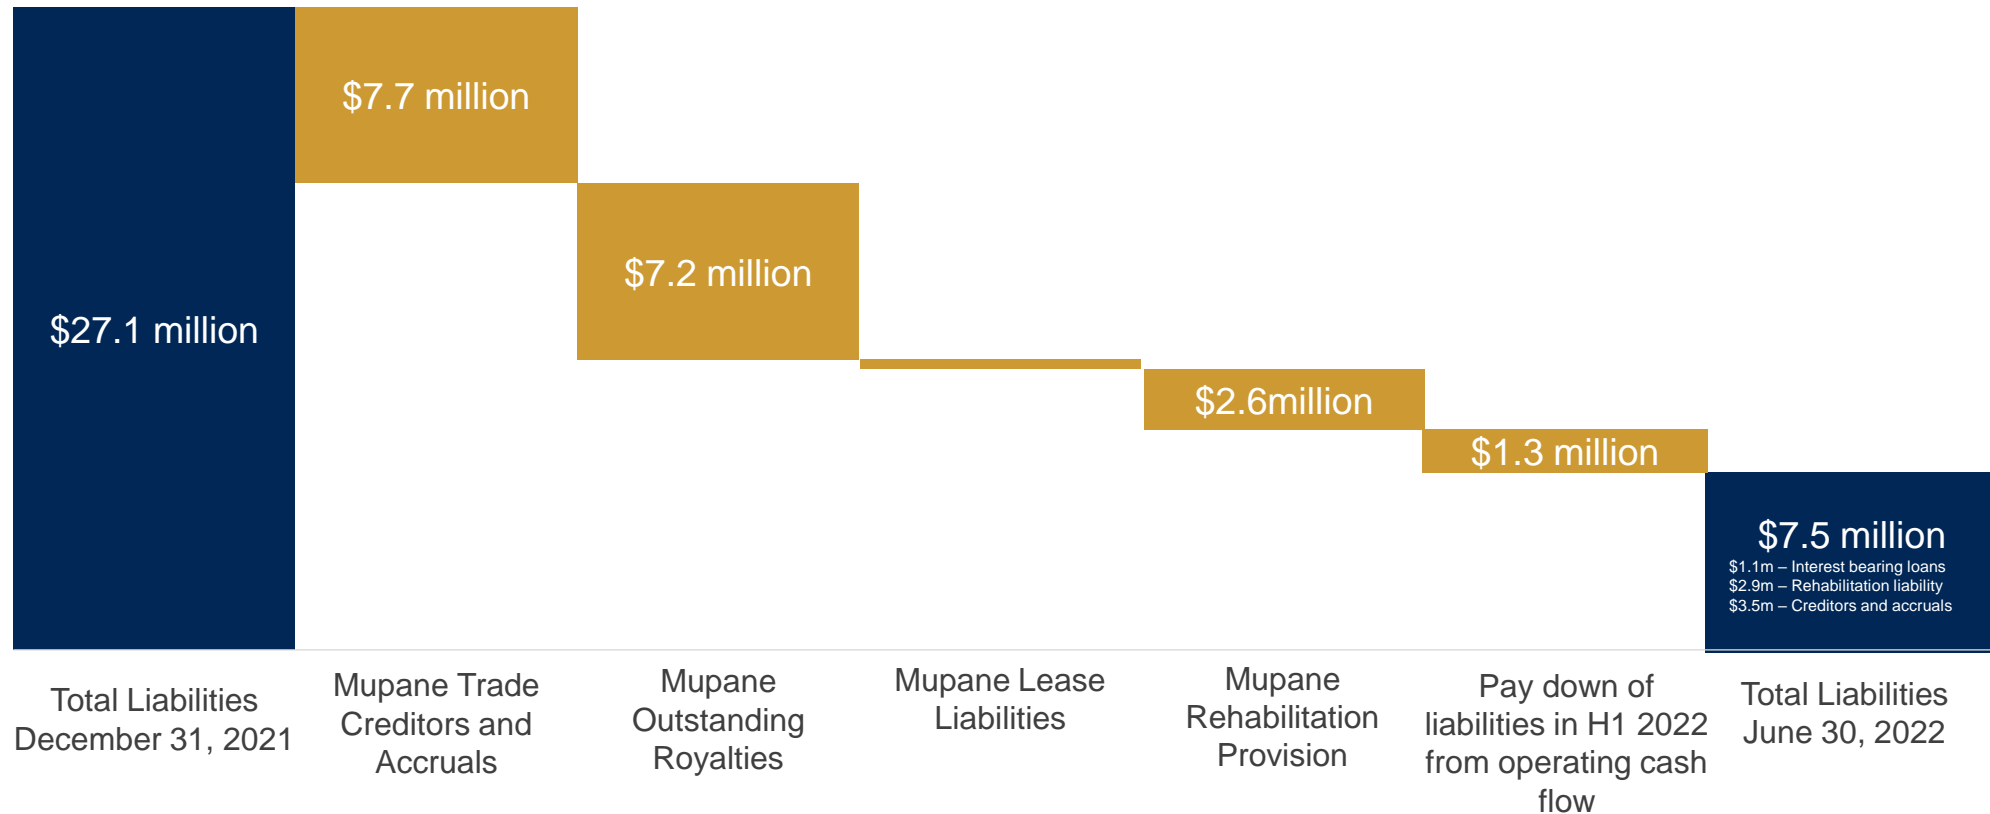 $7.7 million
$7.2 million
$27.1 million
$2.6million
$1.3 million
$7.5 million
$1.1m – Interest bearing loans
$2.9m – Rehabilitation liability
$3.5m – Creditors and accruals
Total Liabilities
December 31, 2021
Mupane Trade
Creditors and
Accruals
Mupane
Outstanding
Royalties
Mupane Lease
Liabilities
Mupane
Rehabilitation
Provision
Pay down of
liabilities in H1 2022
from operating cash
flow
Total Liabilities
June 30, 2022